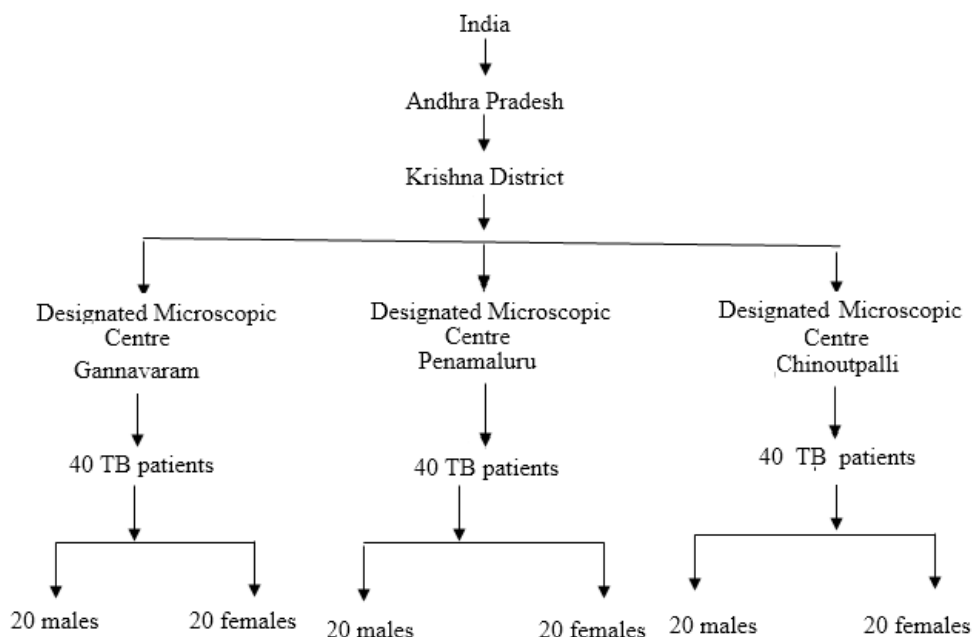 India
Andhra Pradesh
Krishna District
Designated Microscopic
Centre
Gannavaram
Designated Microscopic
Centre
Penamaluru
Designated Microscopic
Centre
Chinoutpalli
40 TB patients
40 TB patients
40 TB patients
20 males
20 females
20 males
20 females
20 males
20 females